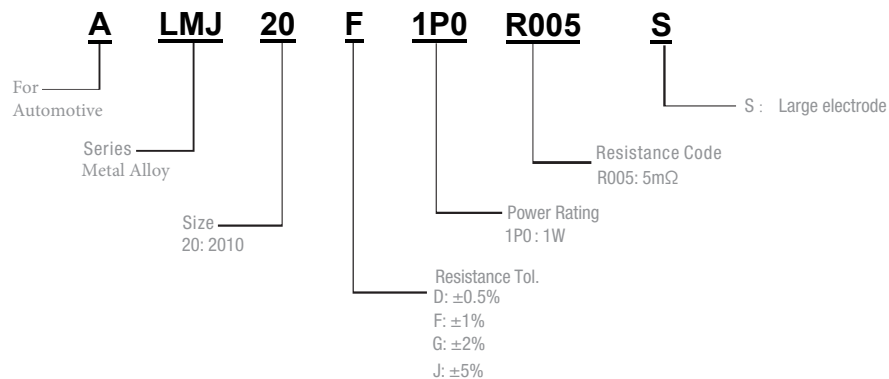 A LMJ 20 F 1P0 R005 S
For
Automotive
S : Large electrode
Series
Metal Alloy
Resistance Code
R005: 5mΩ
Size
20: 2010
Power Rating
1P0 : 1W
Resistance Tol.
D: ±0.5%
F: ±1%
G: ±2%
J: ±5%